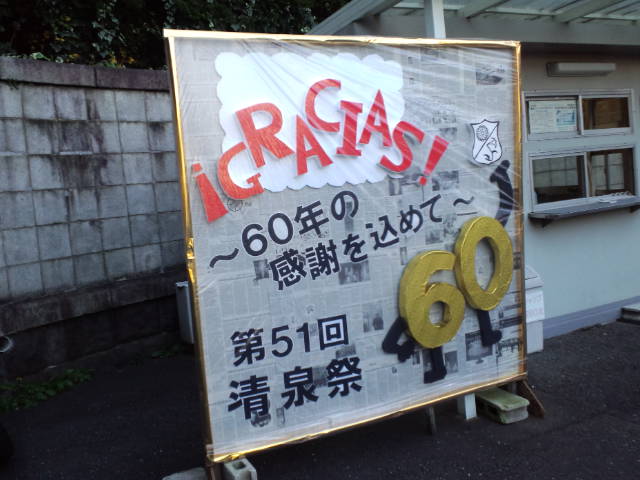 ¡GRACIAS!
～60年の
感謝を込めて～
60
第51回
清泉祭